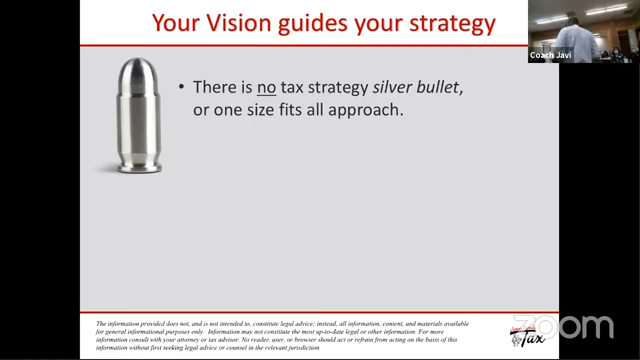 Your Vision guides your strategy
Coach Javi
• There is no tax strategy silver bullet,
or one size fits all approach.
The information provided does not, and is not intended to, constitute legal advice; instead, all information, content, and materials available
for general informational purposes only. Information may not constitute the most up-to-date legal or other information. For more
information consult with your attorney or tax advisor. No reader, user, or browser should act or refrain from acting on the basis of this
information without first seeking legal advice or counsel in the relevant jurisdiction.
Tax
zoom